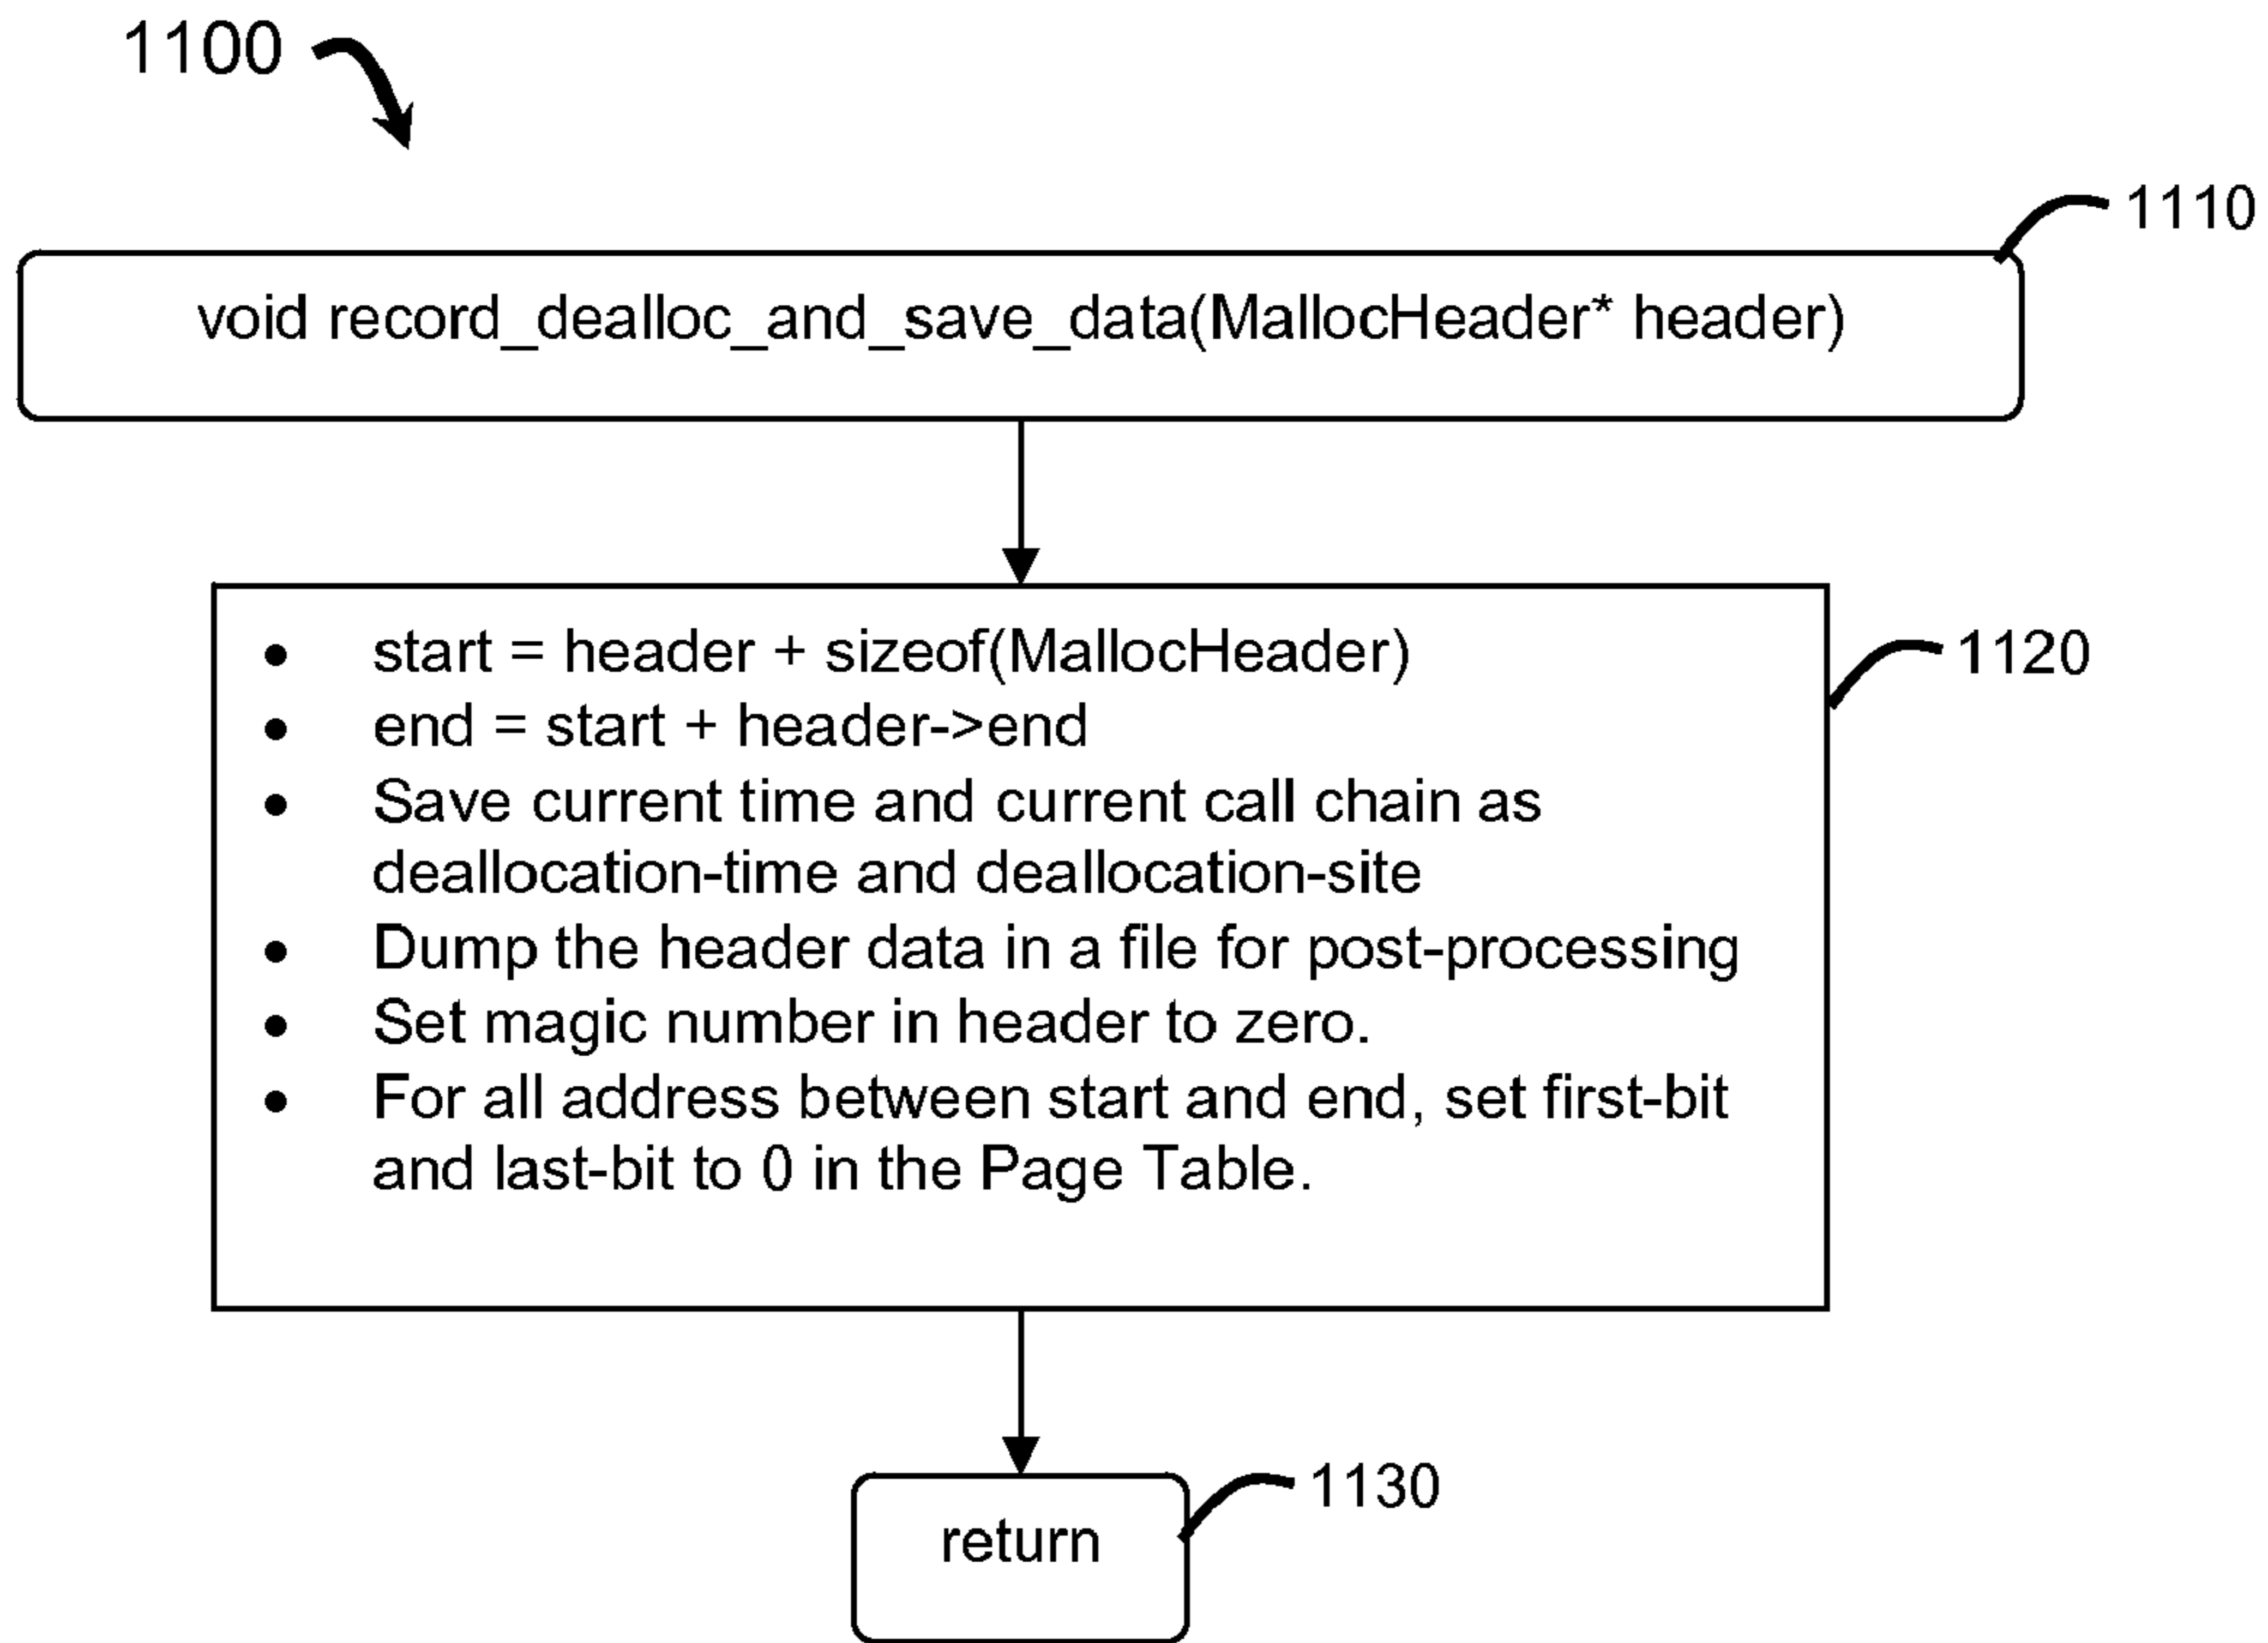 1100
1110
void record_dealloc_and_save_data(MallocHeader* header)
• start = header + sizeof(MallocHeader)
1120
• end = start + header->end
• Save current time and current call chain as
deallocation-time and deallocation-site
• Dump the header data in a file for post-processing
• Set magic number in header to zero.
• For all address between start and end, set first-bit
and last-bit to 0 in the Page Table.
1130
return